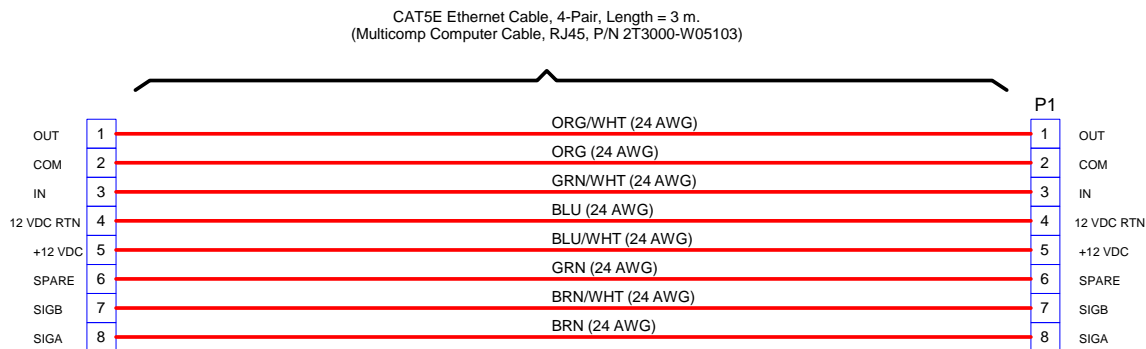 CAT5E Ethernet Cable, 4-Pair, Length = 3 m.
(Multicomp Computer Cable, RJ45, P/N 2T3000-W05103)
P1
OUT 1 ORG/WHT (24 AWG) 1 OUT
COM 2 ORG (24 AWG) 2 COM
IN 3 GRN/WHT (24 AWG) 3 IN
12 VDC RTN 4 BLU (24 AWG) 4 12 VDC RTN
+12 VDC 5 BLU/WHT (24 AWG) 5 +12 VDC
SPARE 6 GRN (24 AWG) 6 SPARE
SIGB 7 BRN/WHT (24 AWG) 7 SIGB
SIGA 8 BRN (24 AWG) 8 SIGA